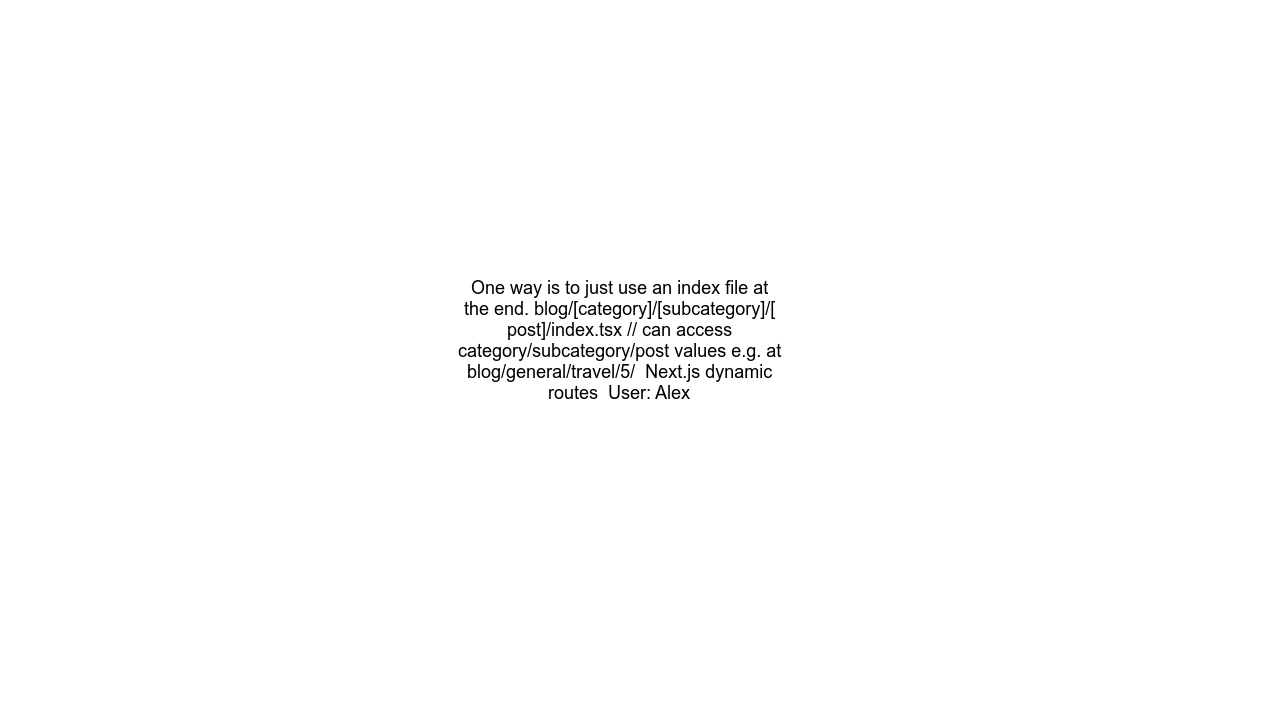 One way is to just use an index file at
the end. blog/[category]/[subcategory]/[
post]/index.tsx // can access
category/subcategory/post values e.g. at
blog/general/travel/5/  Next.js dynamic
routes  User: Alex